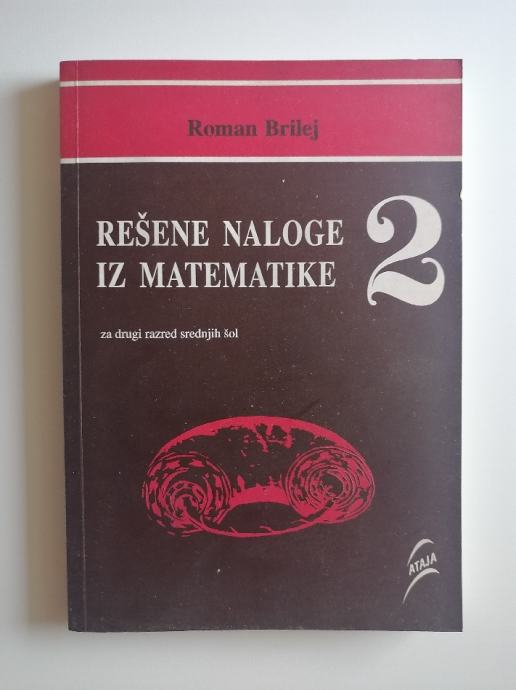 Roman Brilej
REŠENE NALOGE
IZ MATEMATIKE
2
za drugi razred srednjih šol
ATAJA